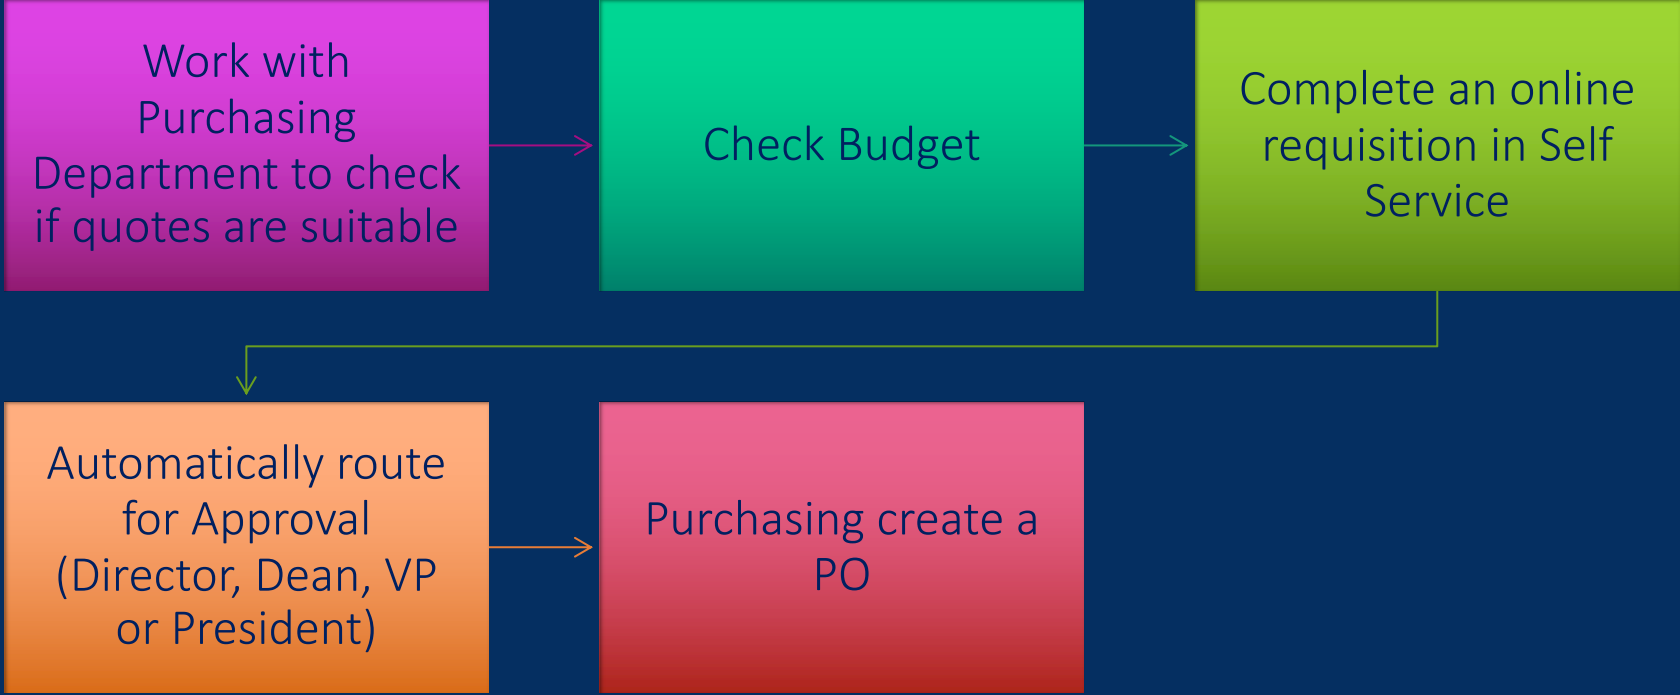 Work with
Purchasing
Department to check
if quotes are suitable
Check Budget
Complete an online
requisition in Self
Service
Automatically route
for Approval
(Director, Dean, VP
or President)
Purchasing create a
PO